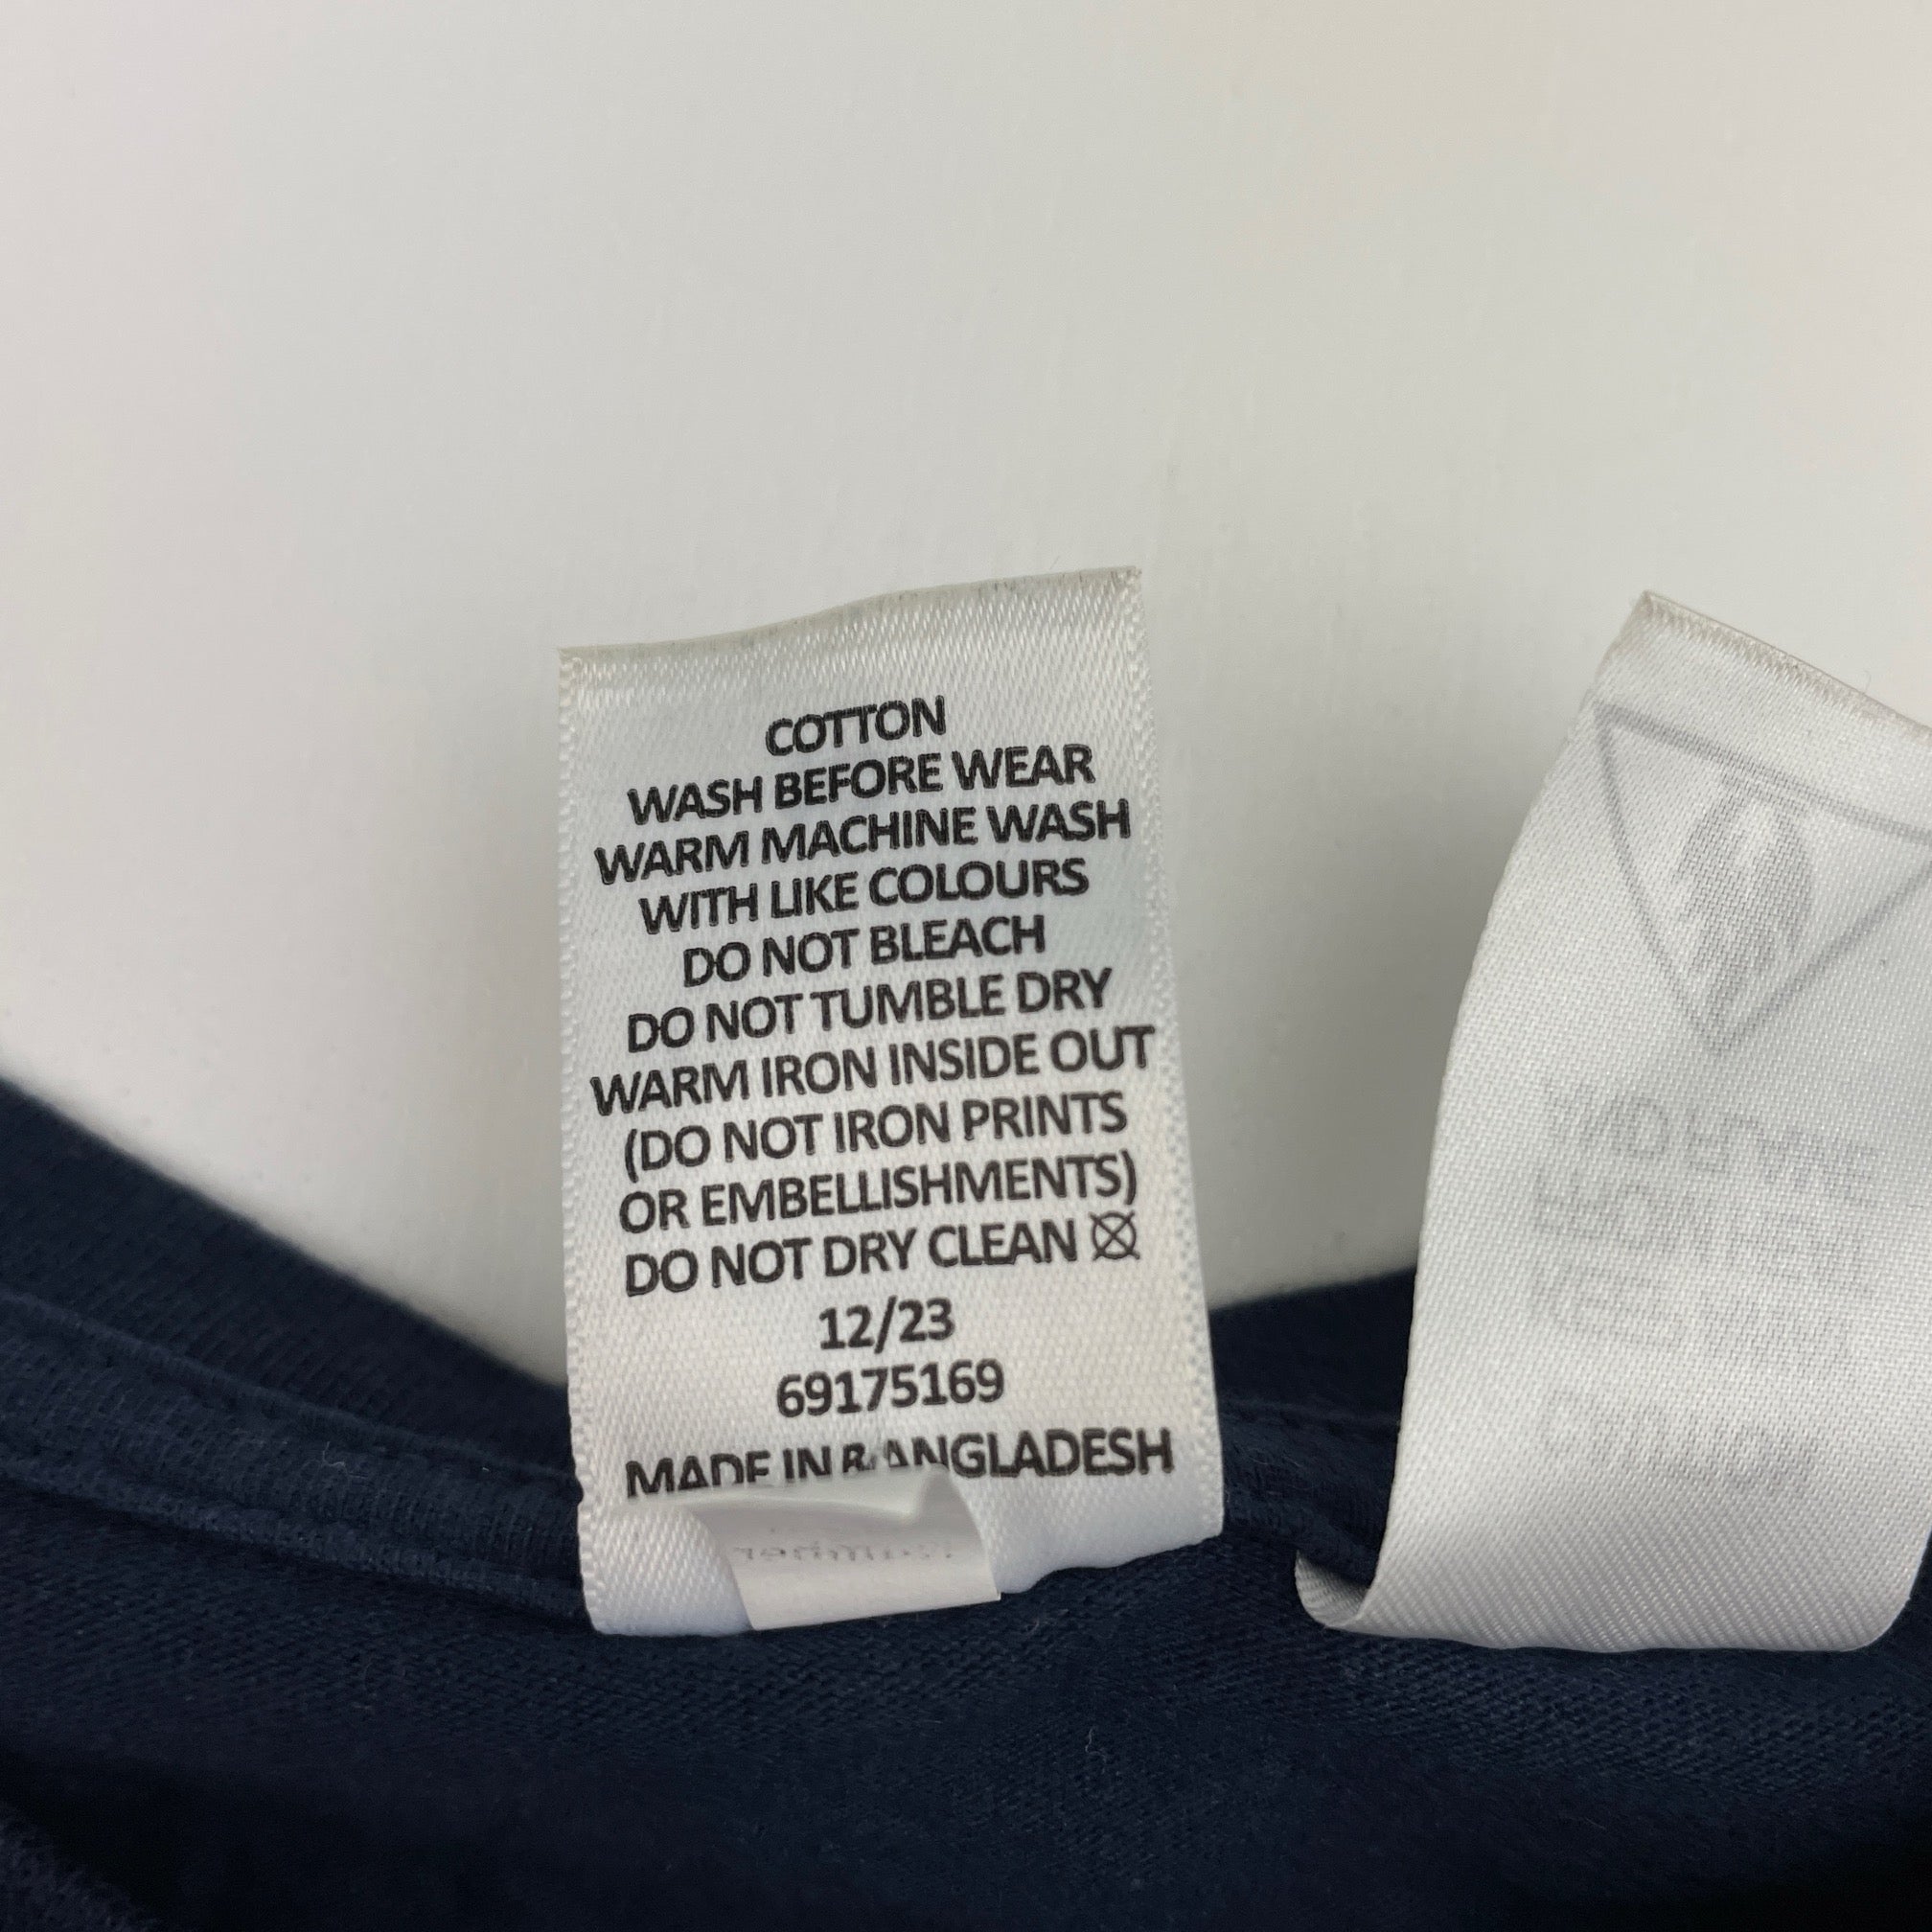 COTTON
WASH BEFORE WEAR
WARM MACHINE WASH
WITH LIKE COLOURS
DO NOT BLEACH
DO NOT TUMBLE DRY
WARM IRON INSIDE OUT
(DO NOT IRON PRINTS
OR EMBELLISHMENTS)
DO NOT DRY CLEAN
12/23
69175169
MADE IN BANGLADESH